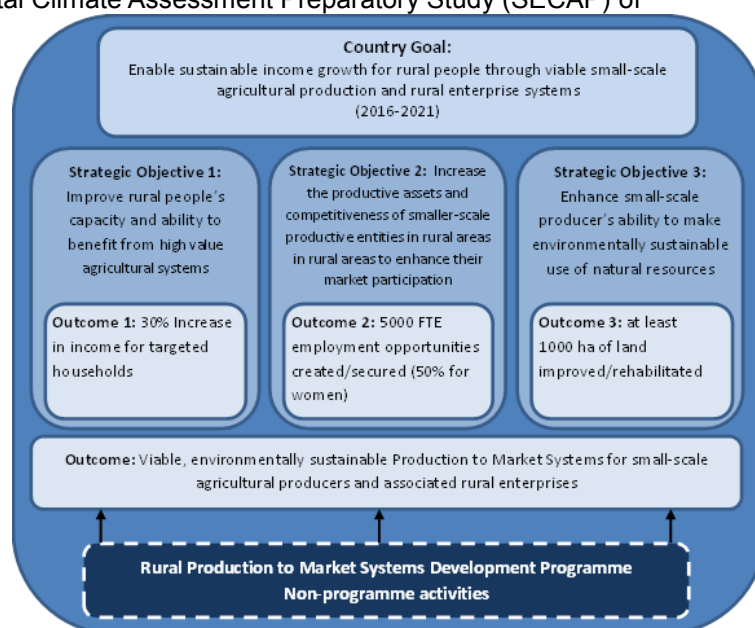 tal Climate Assessment Preparatory Study (SECAP) of
Country Goal:
Enable sustainable income growth for rural people through viable small-scale
agricultural production and rural enterprise systems
(2016-2021)
Strategic Objective 1:
Improve rural people's
capacity and ability to
benefit from high value
agricultural systems
Outcome 1: 30% Increase
in income for targeted
households
Strategic Objective 2: Increase
the productive assets and
competitiveness of smaller-scale
productive entities in rural areas
in rural areas to enhance their
market participation
Outcome 2: 5000 FTE
employment opportunities
created/secured (50% for
women)
Strategic Objective 3:
Enhance small-scale
producer's ability to make
environmentally sustainable
use of natural resources
Outcome 3: at least
1000 ha of land
improved/rehabilitated
Outcome: Viable, environmentally sustainable Production to Market Systems for small-scale
agricultural producers and associated rural enterprises
Rural Production to Market Systems Development Programme
Non-programme activities